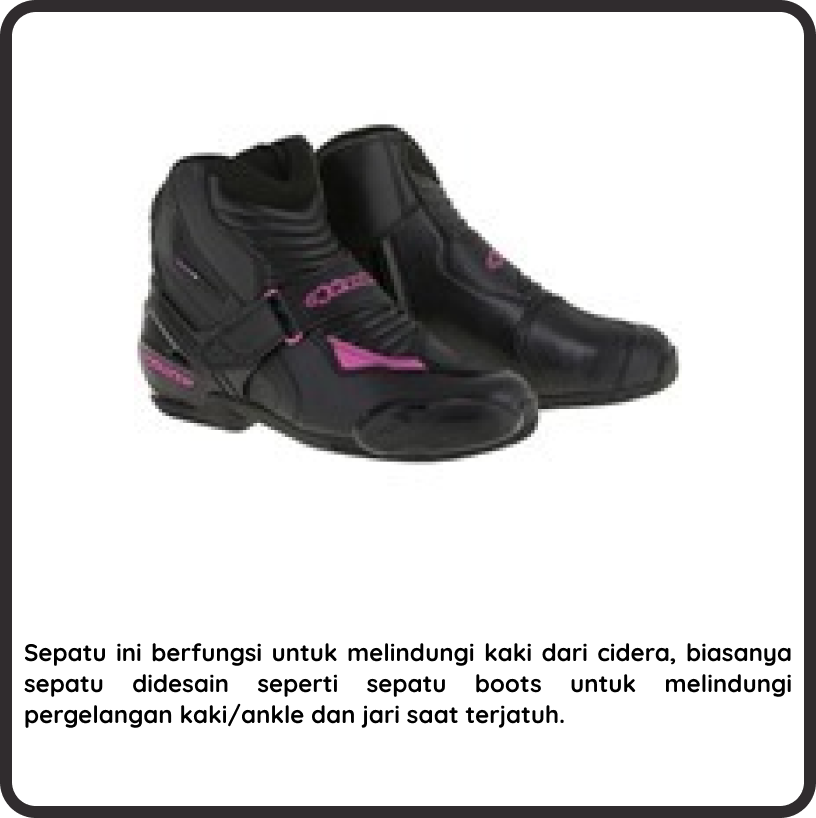 Sepatu ini berfungsi untuk melindungi kaki dari cidera, biasanya
sepatu didesain seperti sepatu boots untuk melindungi
pergelangan kaki/ankle dan jari saat terjatuh.